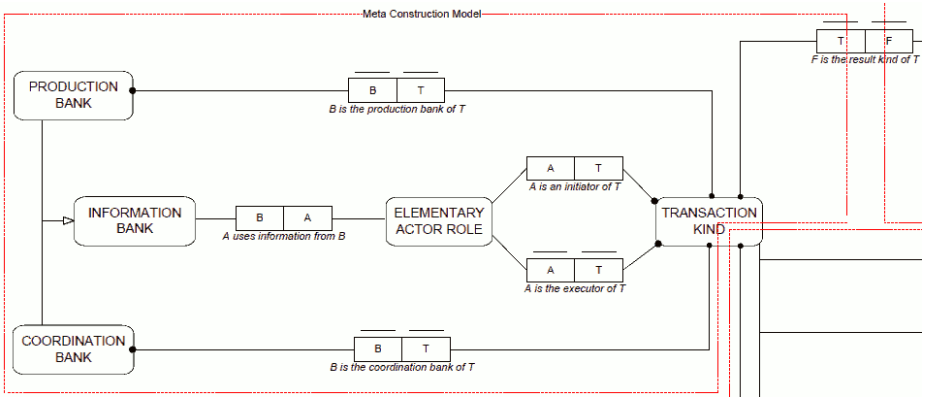 Meta Construction Model
T F
F is the result kind of T
PRODUCTION
BANK
B T
B is the production bank of T
A T
A is an initiator of T
INFORMATION
BANK
B A
A uses information from B
ELEMENTARY
ACTOR ROLE
TRANSACTION
KIND
A T
A is the executor of T
COORDINATION
BANK
B T
B is the coordination bank of T